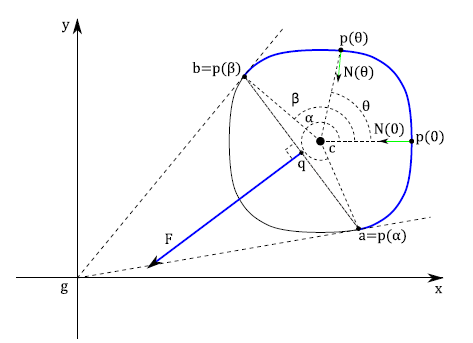 y
p(θ)
b=p(β)
N(θ)
β
θ
α
N(0)
p(0)
c
q
F
a=p(α)
g
x